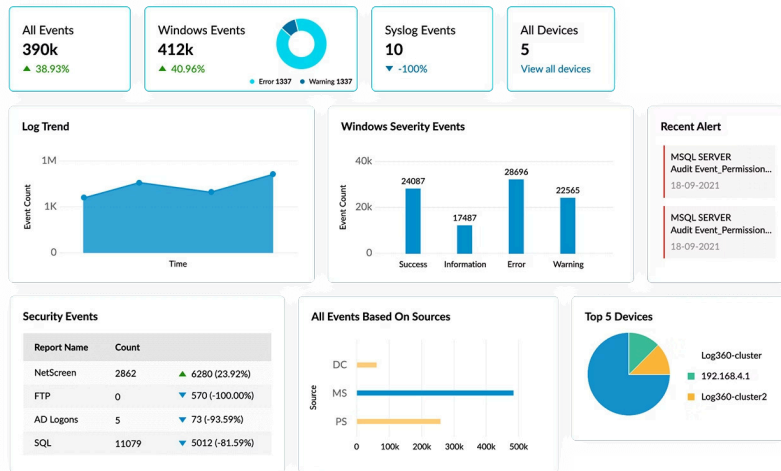 All Events
390k
▲ 38.93%
Windows Events
412k
▲ 40.96%
Error 1337 Warning 1337
Syslog Events
10
▼ -100%
All Devices
5
View all devices
Log Trend
1M
1K
0
Event Count
Time
Windows Severity Events
40k
20k
0
Event Count
24087
17487
28696
22565
Success Information Error Warning
Recent Alert
MSQL SERVER
Audit Event_Permission...
18-09-2021
MSQL SERVER
Audit Event_Permission...
18-09-2021
Security Events
Report Name Count
NetScreen 2862 ▲ 6280 (23.92%)
FTP 0 ▼ 570 (-100.00%)
AD Logons 5 ▼ 73 (-93.59%)
SQL 11079 ▼ 5012 (-81.59%)
All Events Based On Sources
Source
DC
MS
PS
0 100k 200k 300k 400k 500k
Top 5 Devices
Log360-cluster
192.168.4.1
Log360-cluster2